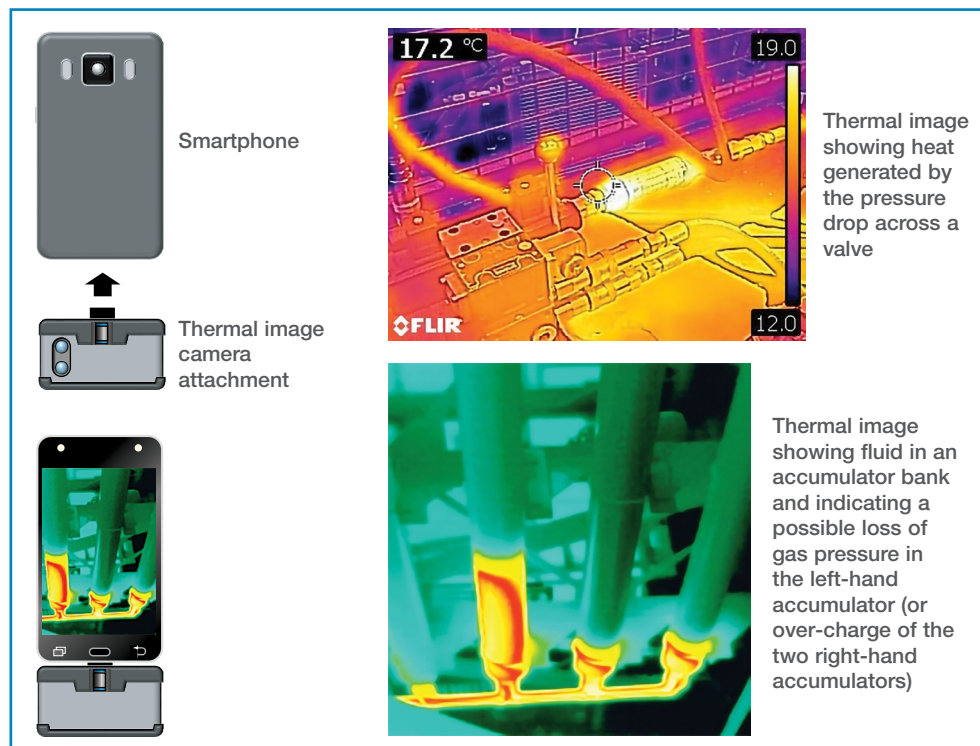 Smartphone
Thermal image
camera
attachment
17.2 °C
19.0
12.0
FLIR
Thermal image
showing heat
generated by
the pressure
drop across a
valve
Thermal image
showing fluid in an
accumulator bank
and indicating a
possible loss of
gas pressure in
the left-hand
accumulator (or
over-charge of the
two right-hand
accumulators)